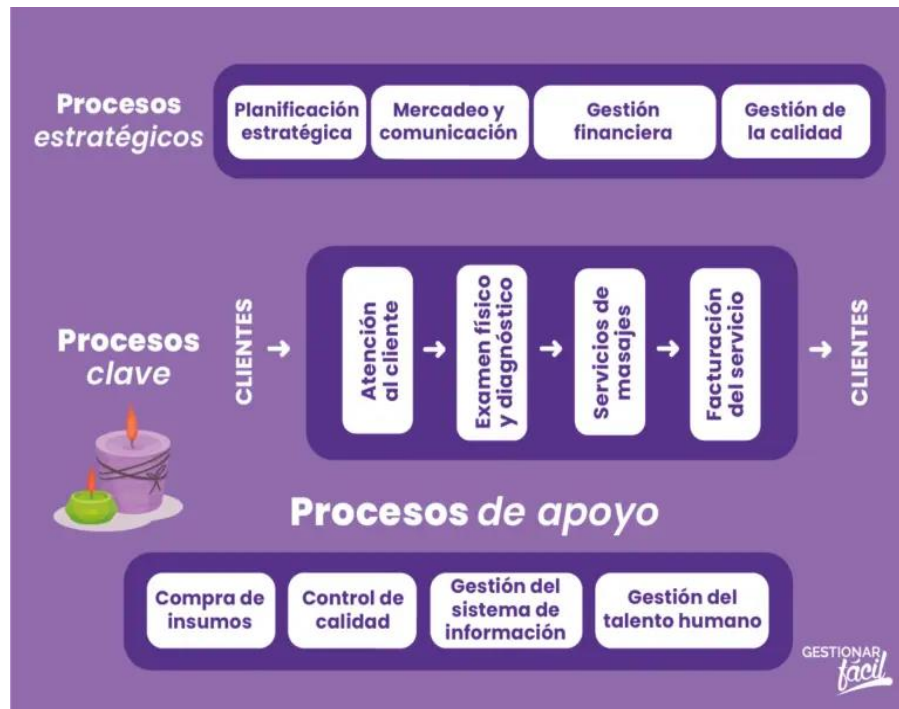 Procesos
estratégicos
Planificación
estratégica
Mercadeo y
comunicación
Gestión
financiera
Gestión de
la calidad
Procesos
clave
CLIENTES
Atención
al cliente
Examen físico
y diagnóstico
Servicios de
masajes
Facturación
del servicio
CLIENTES
Procesos de apoyo
Compra de
insumos
Control de
calidad
Gestión del
sistema de
información
Gestión del
talento humano
GESTIONAR
fácil